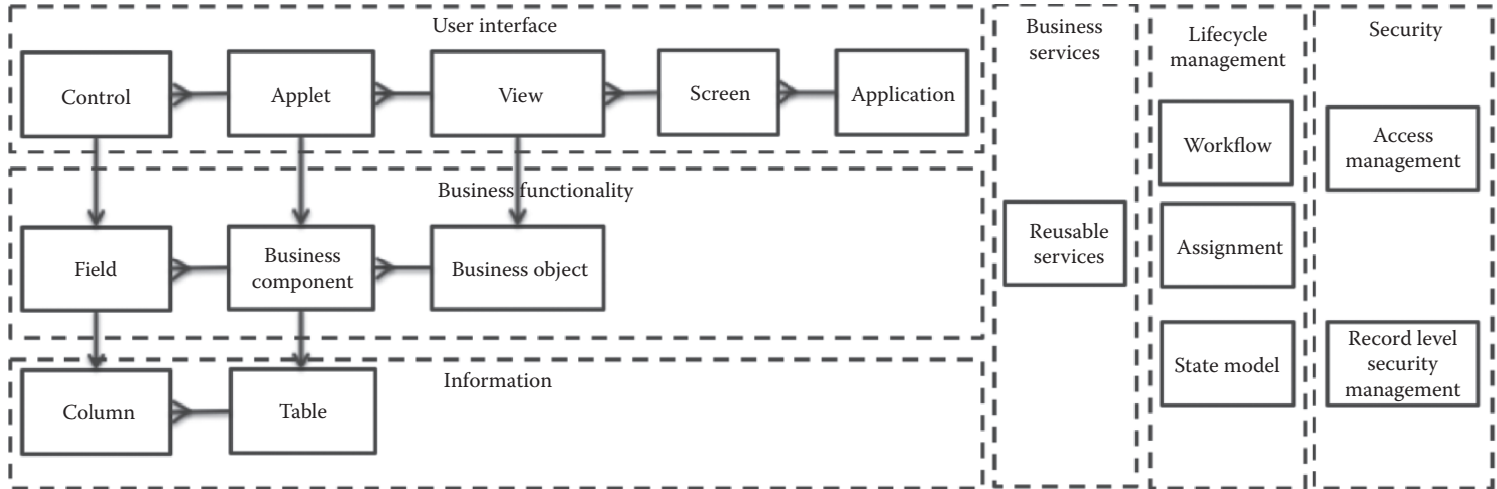 User interface
Control
Applet
View
Screen
Application
Business functionality
Field
Business
component
Business object
Information
Column
Table
Business
services
Reusable
services
Lifecycle
management
Workflow
Assignment
State model
Security
Access
management
Record level
security
management